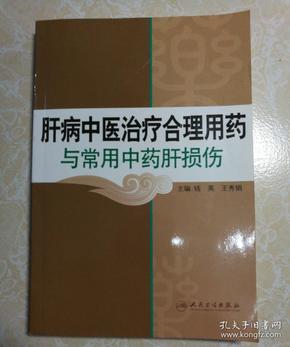 肝病中医治疗合理用药
与常用中药肝损伤
主编 钱英 王秀娟
人民卫生出版社
孔夫子旧书网